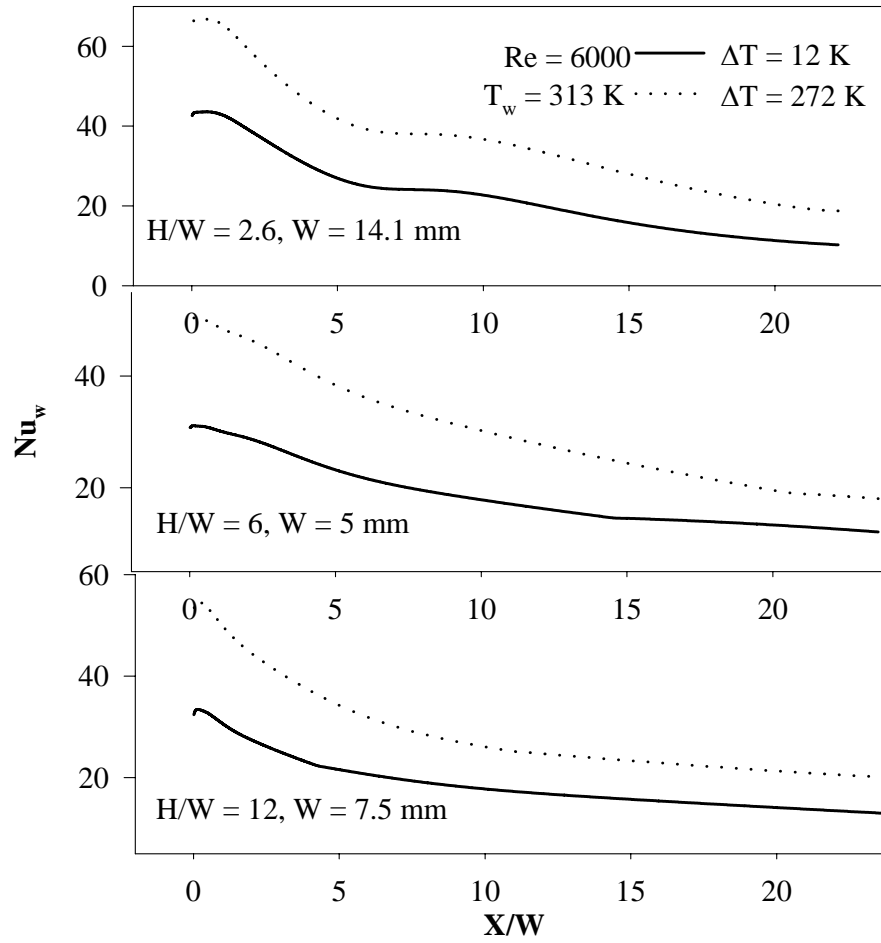 60
Re = 6000 ΔT = 12 K
T_w = 313 K ΔT = 272 K
40
20
H/W = 2.6, W = 14.1 mm
0
0 5 10 15 20
40
Nu_w
20
H/W = 6, W = 5 mm
60
0 5 10 15 20
40
20
H/W = 12, W = 7.5 mm
0 5 10 15 20
X/W